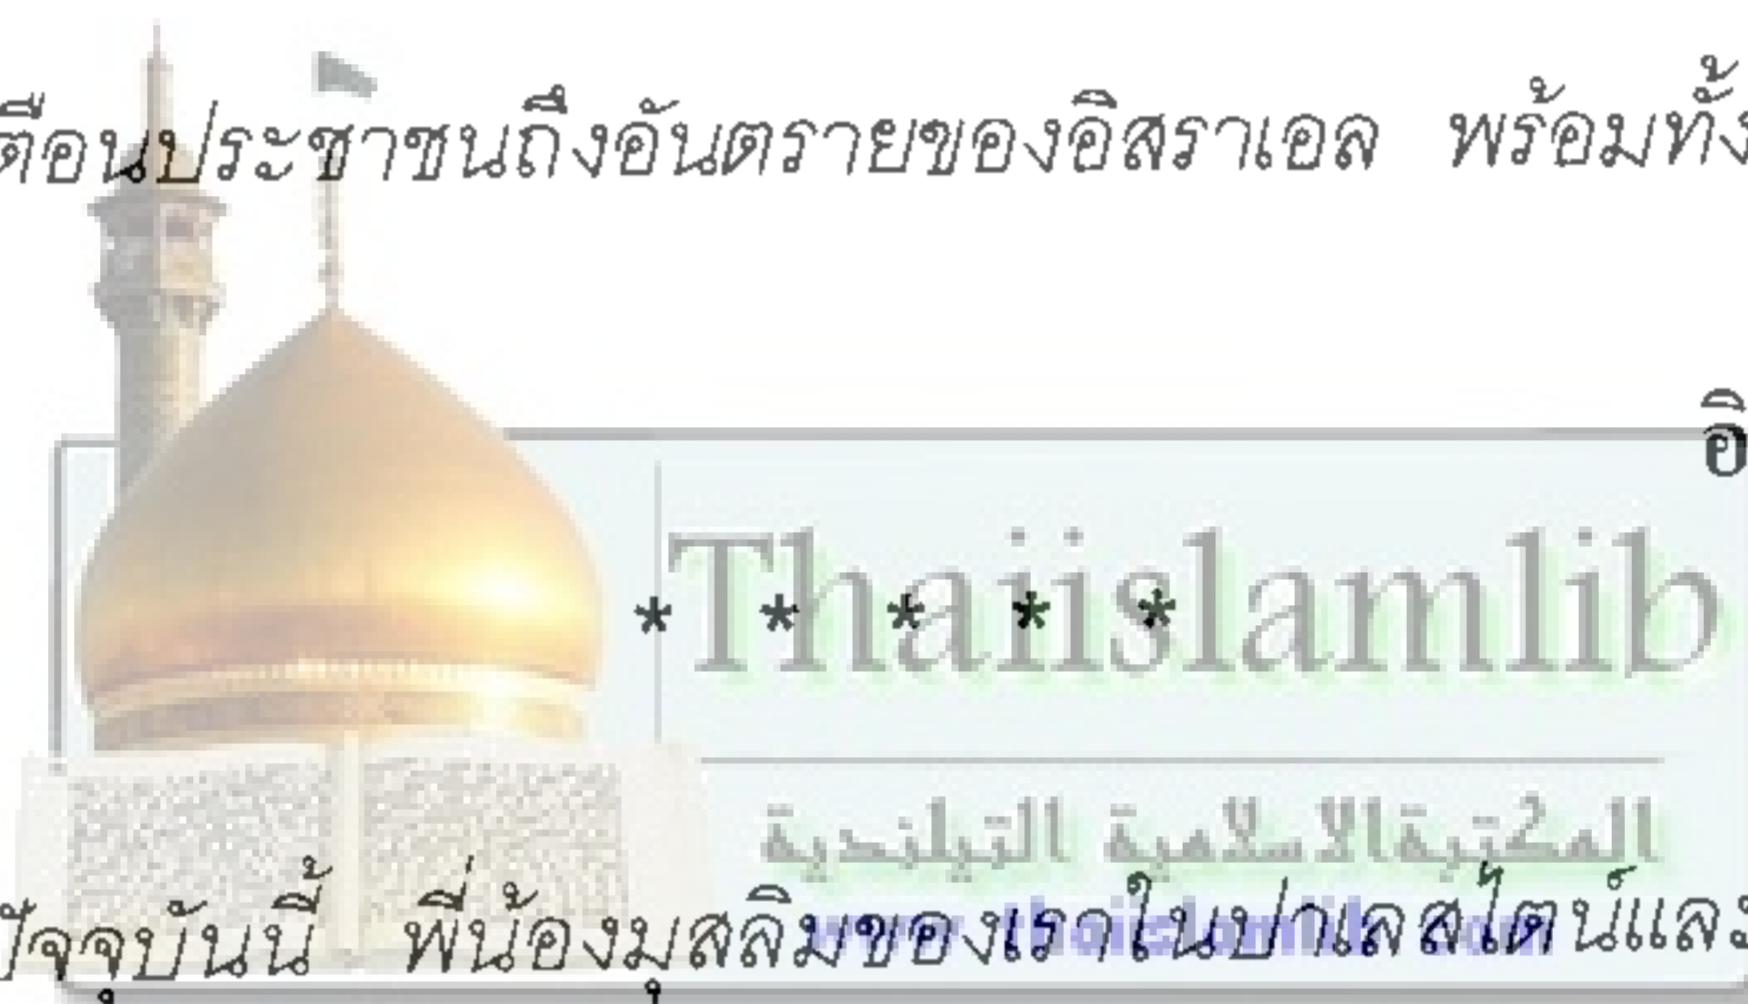 ตือนประชาชนถึงอันตรายของอิสราเอล พร้อมทั้ง
อิ
Thaiislamlib
* * * * *
المكتبة الاسلامية التيلندية
ปัจจุบันนี้ พี่น้องมุสลิมของเราในปาเลสไตน์และ